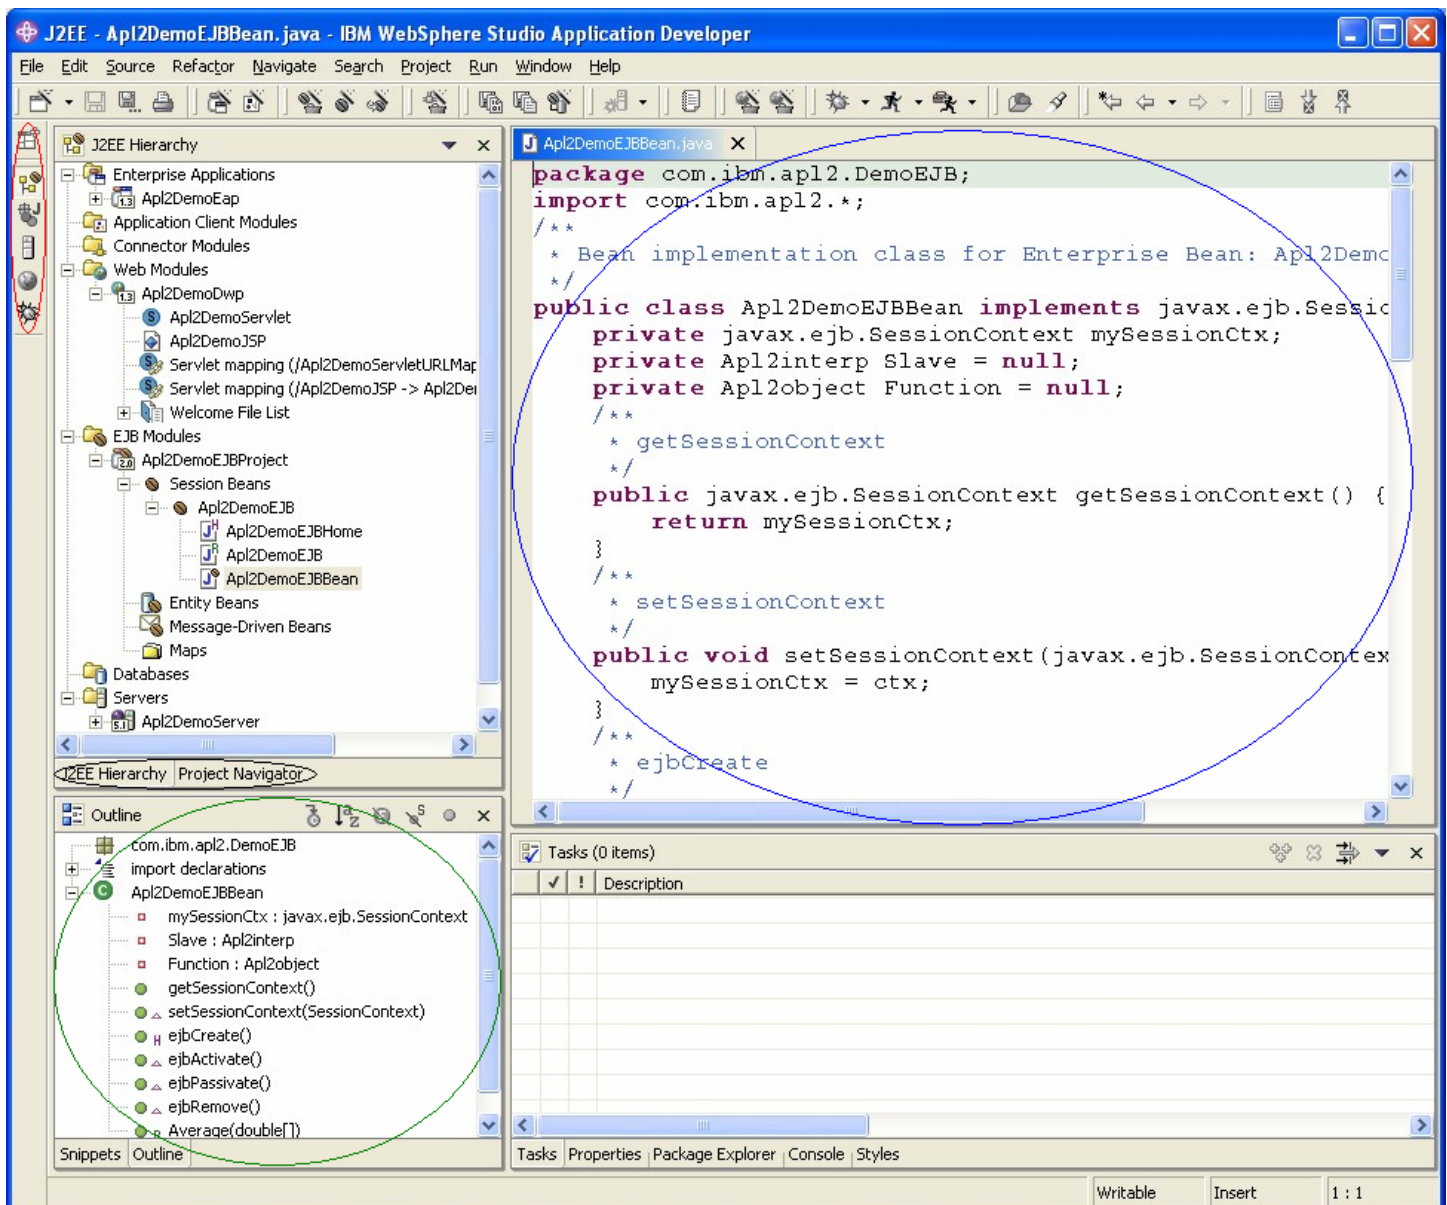 J2EE - Apl2DemoEJBBean.java - IBM WebSphere Studio Application Developer
File Edit Source Refactor Navigate Search Project Run Window Help
J2EE Hierarchy
Enterprise Applications
1.3 Apl2DemoEap
Application Client Modules
Connector Modules
Web Modules
1.3 Apl2DemoDwp
S Apl2DemoServlet
Apl2DemoJSP
S Servlet mapping (/Apl2DemoServletURLMap
S Servlet mapping (/Apl2DemoJSP -> Apl2De
Welcome File List
EJB Modules
2.0 Apl2DemoEJBProject
Session Beans
Apl2DemoEJB
J H Apl2DemoEJBHome
J R Apl2DemoEJB
J Apl2DemoEJBBean
Entity Beans
Message-Driven Beans
Maps
Databases
Servers
5.1 Apl2DemoServer
J2EE Hierarchy Project Navigator
J Apl2DemoEJBBean.java
package com.ibm.apl2.DemoEJB;
import com.ibm.apl2.*;
/**
* Bean implementation class for Enterprise Bean: Apl2Demo
*/
public class Apl2DemoEJBBean implements javax.ejb.Sessio
private javax.ejb.SessionContext mySessionCtx;
private Apl2interp Slave = null;
private Apl2object Function = null;
/**
* getSessionContext
*/
public javax.ejb.SessionContext getSessionContext() {
return mySessionCtx;
}
/**
* setSessionContext
*/
public void setSessionContext(javax.ejb.SessionContex
mySessionCtx = ctx;
}
/**
* ejbCreate
*/
Outline
com.ibm.apl2.DemoEJB
import declarations
C Apl2DemoEJBBean
mySessionCtx : javax.ejb.SessionContext
Slave : Apl2interp
Function : Apl2object
getSessionContext()
setSessionContext(SessionContext)
H ejbCreate()
ejbActivate()
ejbPassivate()
ejbRemove()
R Average(double[])
Snippets Outline
Tasks (0 items)
! Description
Tasks Properties Package Explorer Console Styles
Writable Insert 1 : 1